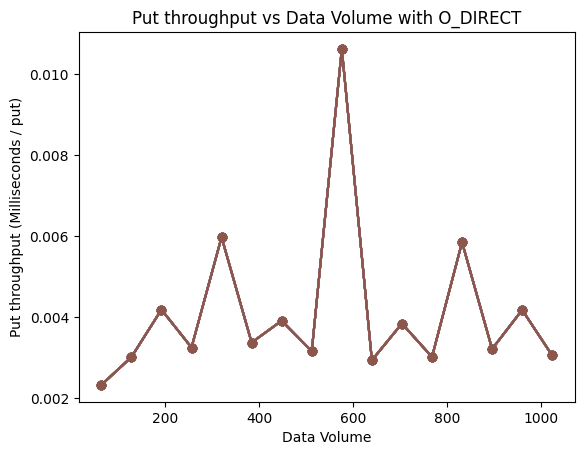 Put throughput vs Data Volume with O_DIRECT
Put throughput (Milliseconds / put)
0.010
0.008
0.006
0.004
0.002
200 400 600 800 1000
Data Volume